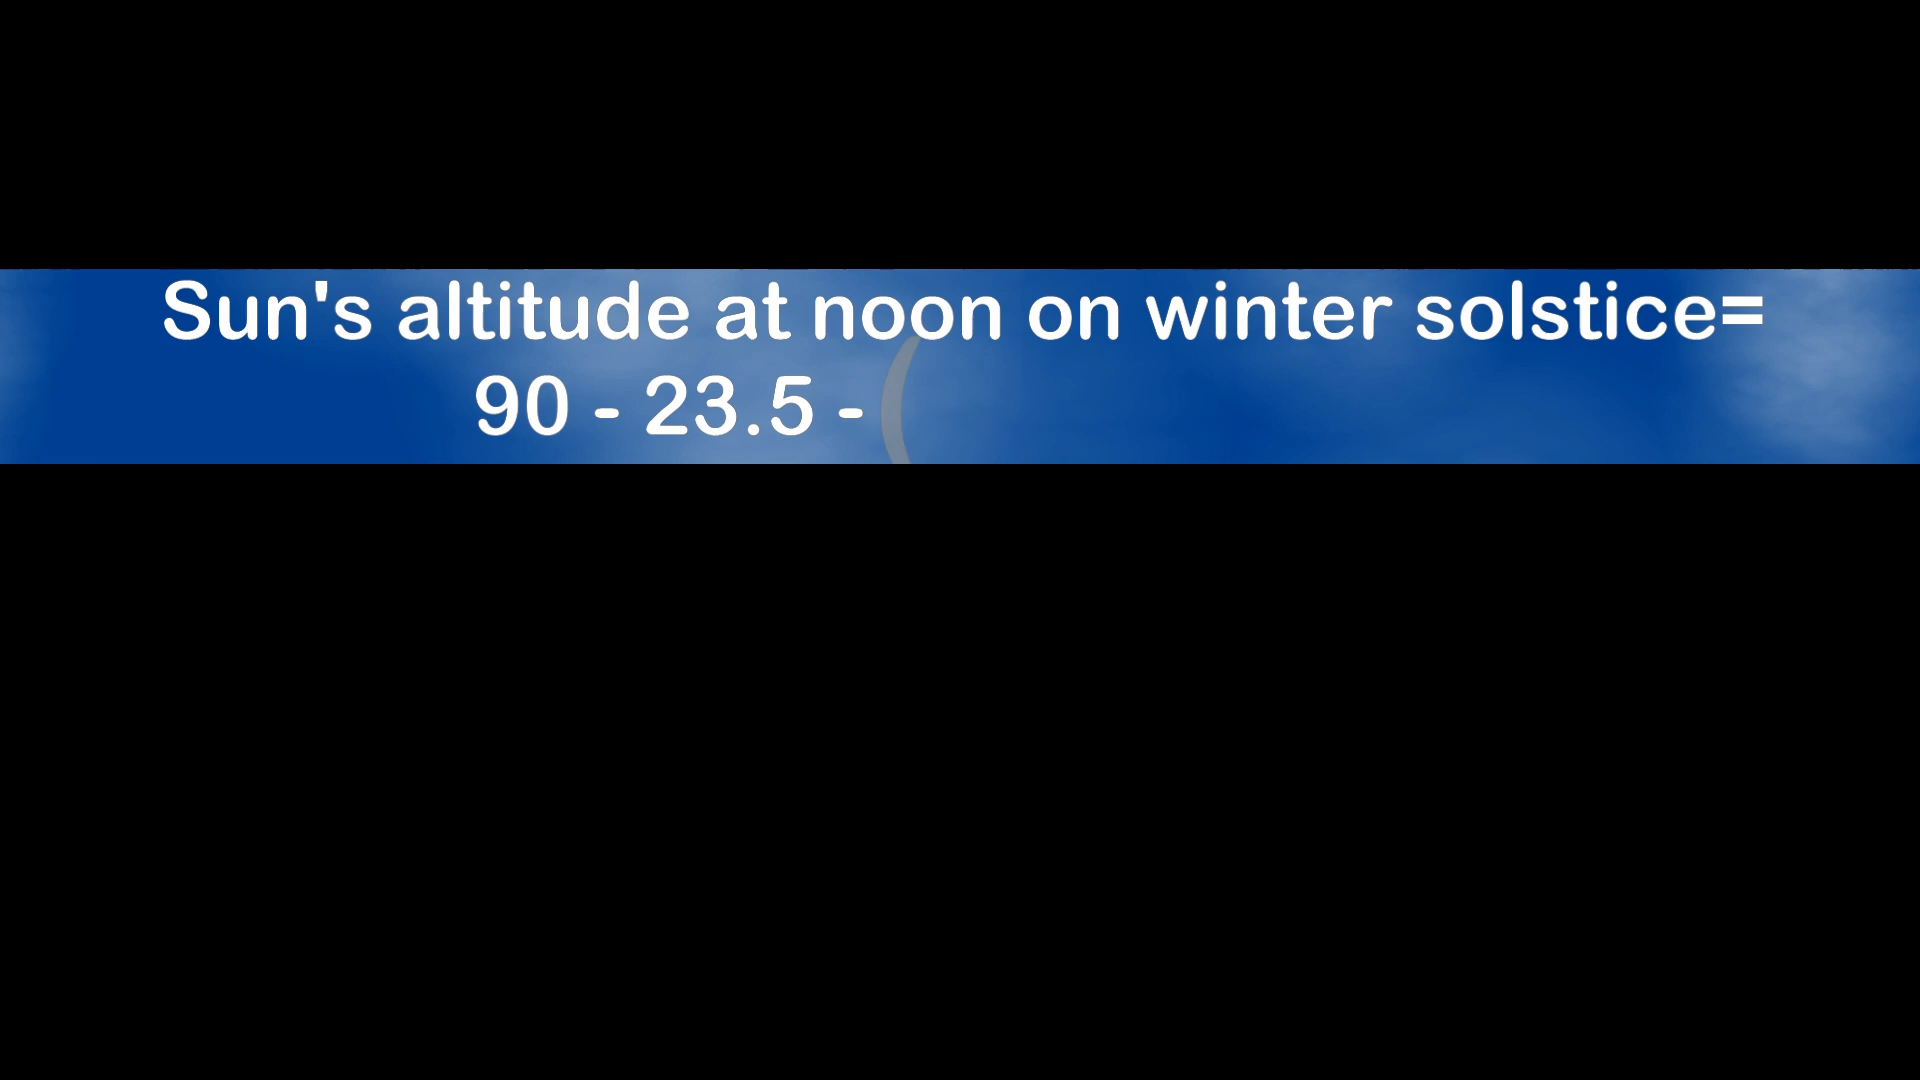 Sun's altitude at noon on winter solstice=
90 - 23.5 - (